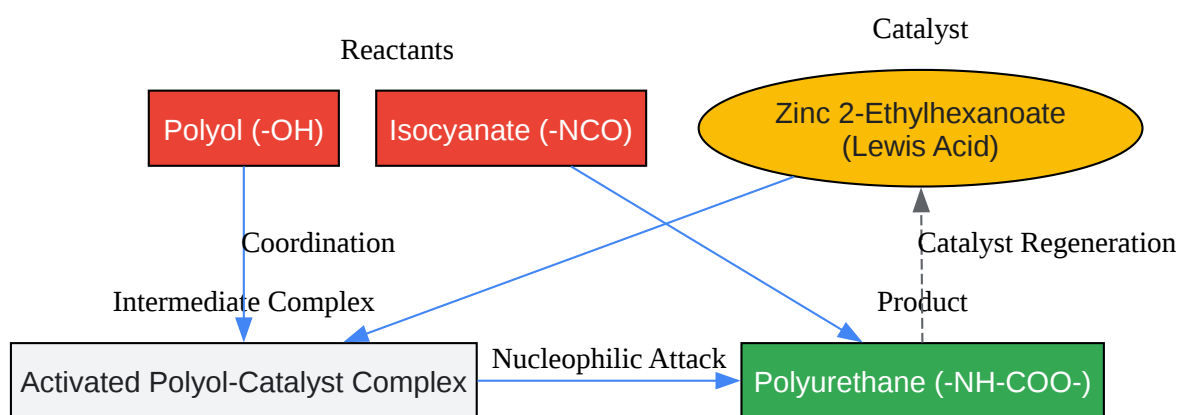 Catalyst
Reactants
Polyol (-OH)
Isocyanate (-NCO)
Zinc 2-Ethylhexanoate
(Lewis Acid)
Coordination
Catalyst Regeneration
Intermediate Complex
Product
Activated Polyol-Catalyst Complex
Nucleophilic Attack
Polyurethane (-NH-COO-)